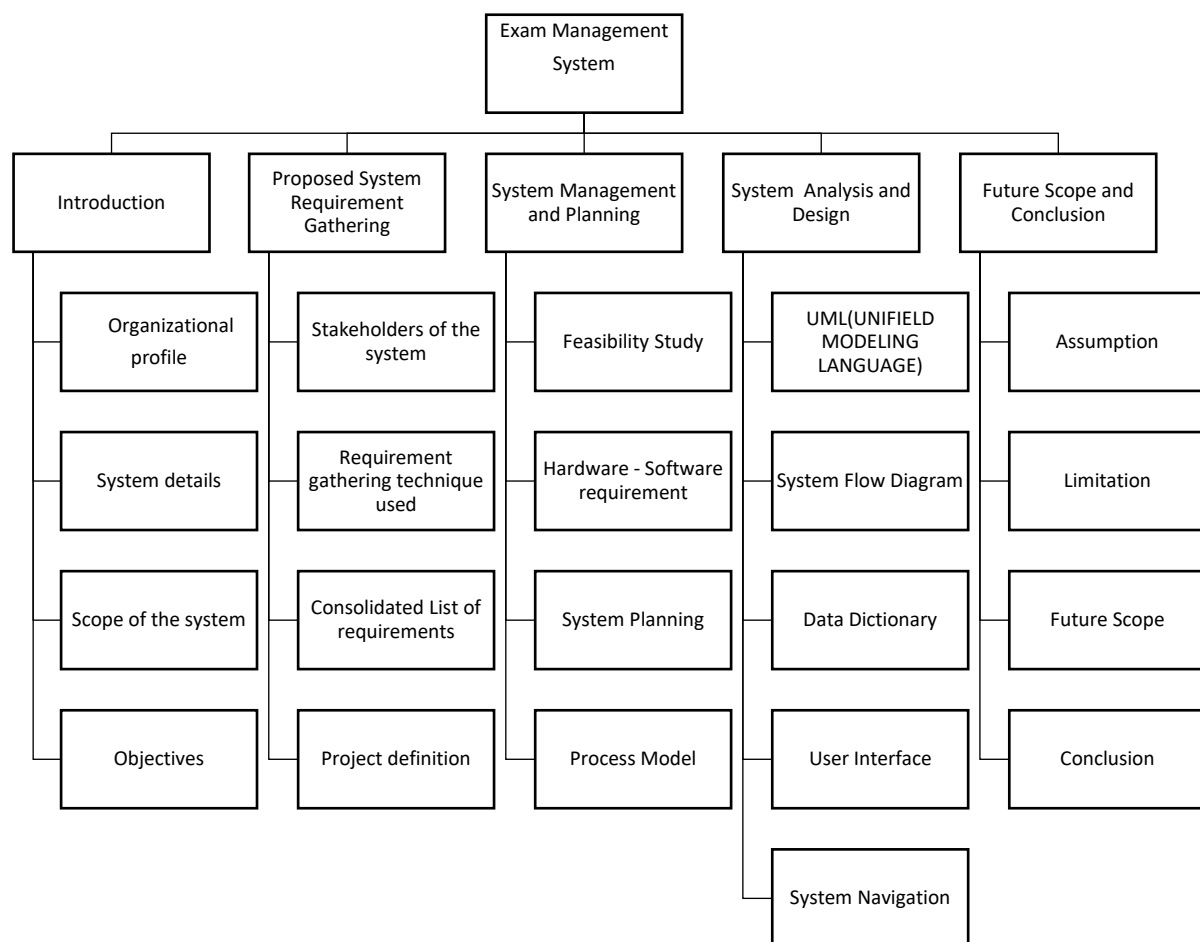 Exam Management
System
Introduction
Proposed System
Requirement
Gathering
System Management
and Planning
System  Analysis and
Design
Future Scope and
Conclusion
Organizational
profile
System details
Scope of the system
Objectives
Stakeholders of the
system
Requirement
gathering technique
used
Consolidated List of
requirements
Project definition
Feasibility Study
Hardware - Software
requirement
System Planning
Process Model
UML(UNIFIELD
MODELING
LANGUAGE)
System Flow Diagram
Data Dictionary
User Interface
System Navigation
Assumption
Limitation
Future Scope
Conclusion